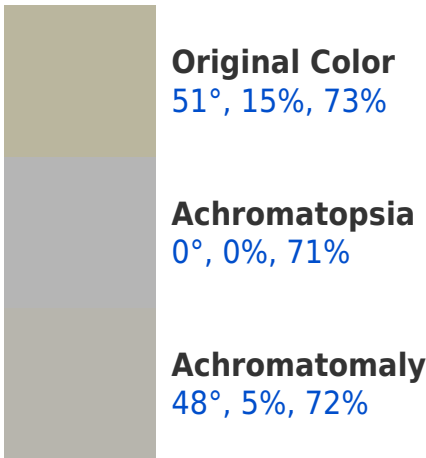 Original Color
51°, 15%, 73%
Achromatopsia
0°, 0%, 71%
Achromatomaly
48°, 5%, 72%